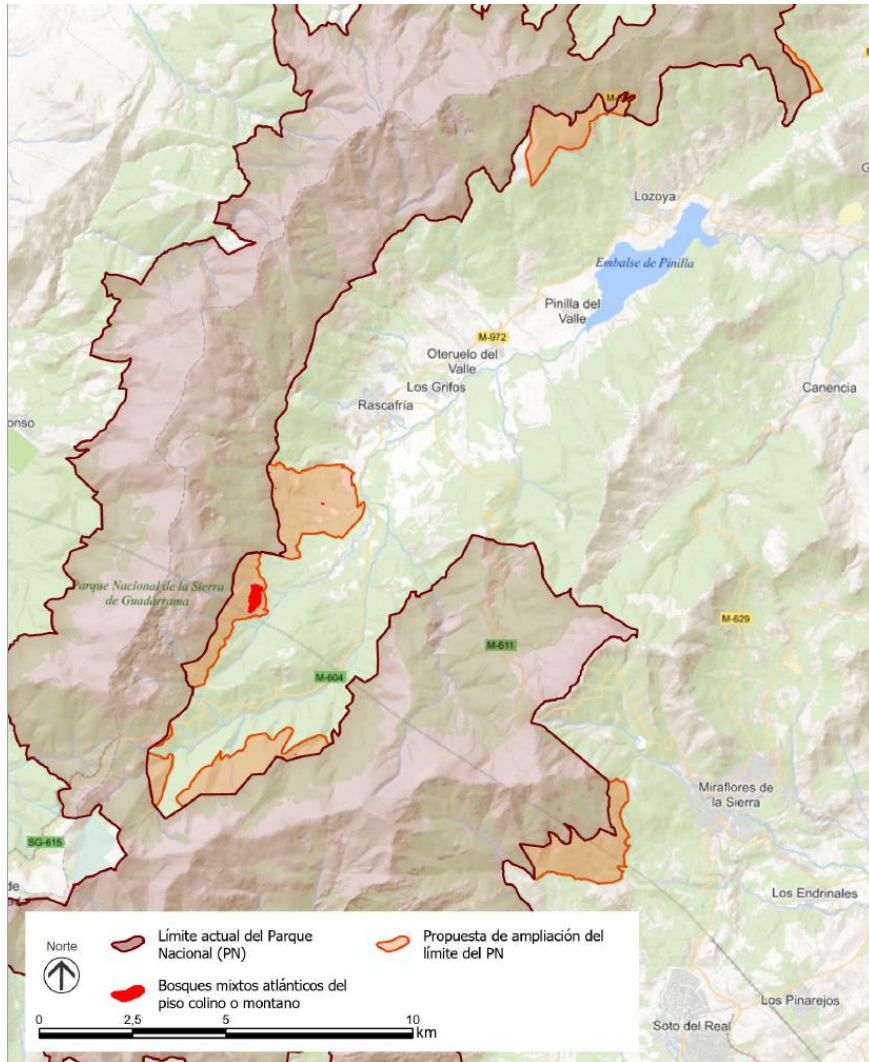 M-
Lozoya
Embalse de Pinilla
Pinilla del
Valle
M-972
Oteruelo del
Valle
Los Grifos
Canencia
Rascafría
onso
Parque Nacional de la Sierra
de Guadarrama
M-629
M-611
M-604
Miraflores de
la Sierra
SG-615
de
Los Endrinales
Los Pinarejos
Soto del Real
Norte
Límite actual del Parque
Nacional (PN)
Propuesta de ampliación del
límite del PN
Bosques mixtos atlánticos del
piso colino o montano
0 2,5 5 10
km